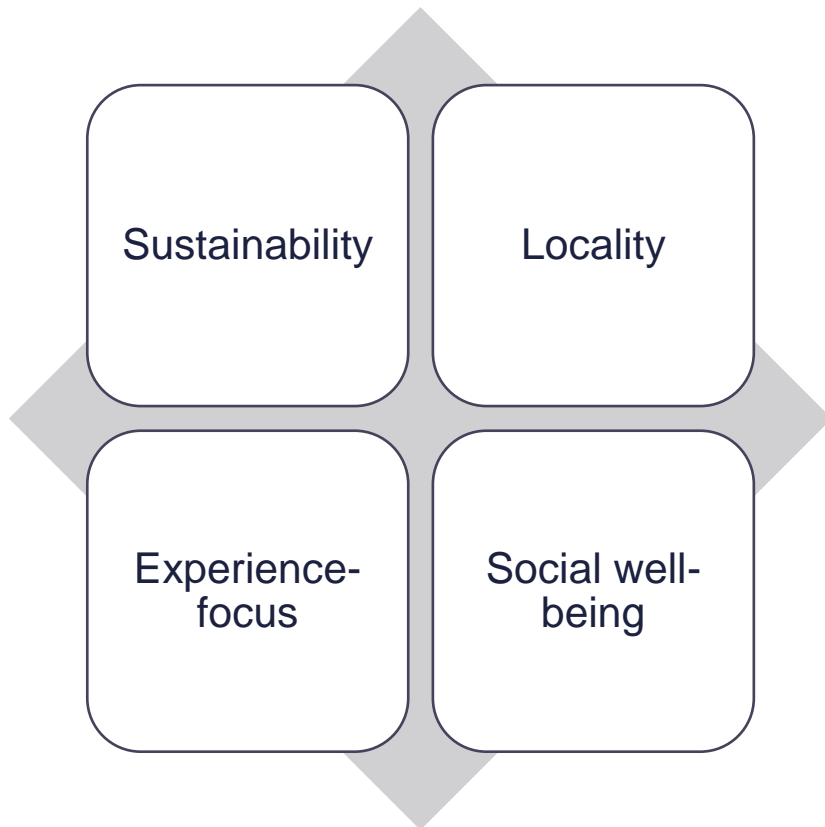 Sustainability
Locality
Experience-
focus
Social well-
being